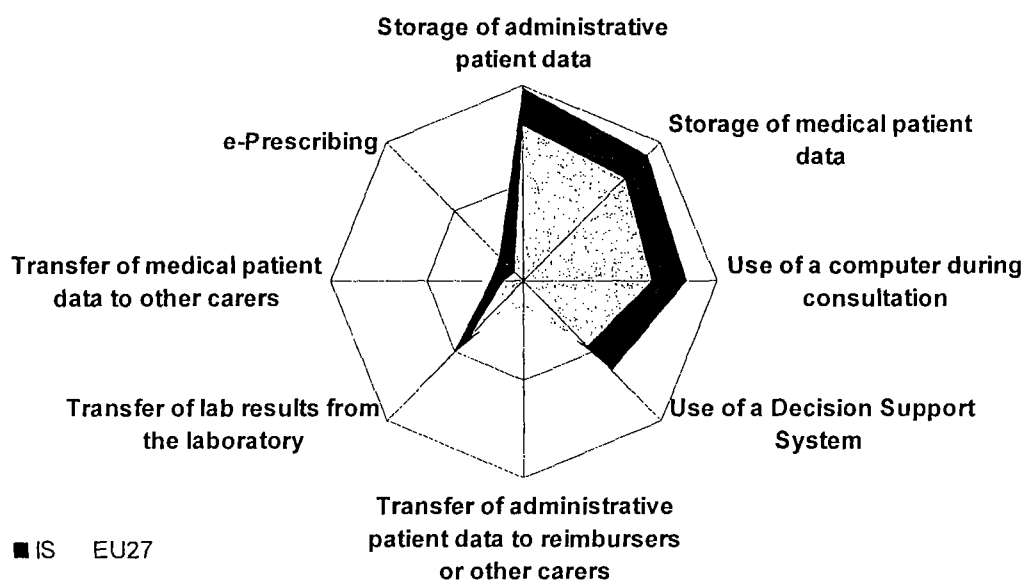 Storage of administrative
patient data
Storage of medical patient
data
e-Prescribing
Transfer of medical patient
data to other carers
Use of a computer during
consultation
Transfer of lab results from
the laboratory
Use of a Decision Support
System
Transfer of administrative
patient data to reimbursers
or other carers
IS EU27